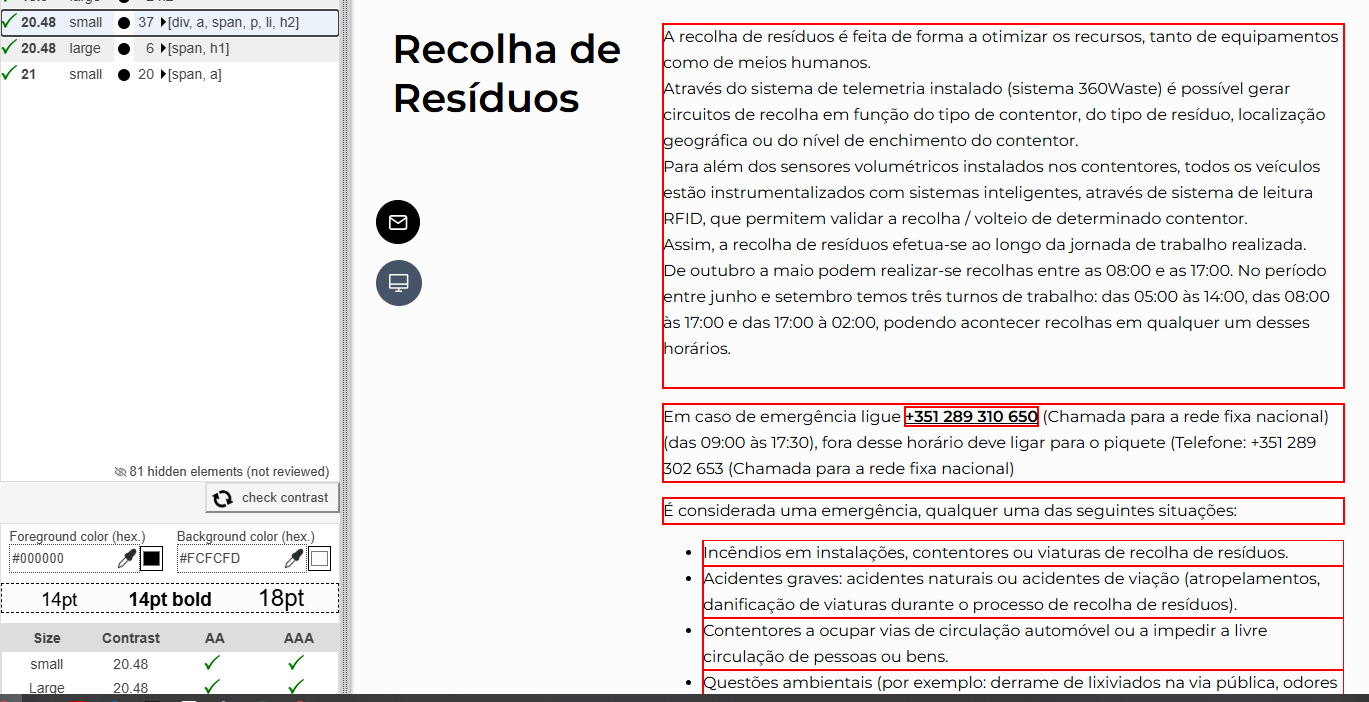 20.48 small 37 [div, a, span, p, li, h2]
20.48 large 6 [span, h1]
21 small 20 [span, a]
81 hidden elements (not reviewed)
check contrast
Foreground color (hex.) Background color (hex.)
#000000 #FCFCFD
14pt 14pt bold 18pt
Size Contrast AA AAA
small 20.48
Large 20.48
Recolha de
Resíduos
A recolha de resíduos é feita de forma a otimizar os recursos, tanto de equipamentos
como de meios humanos.
Através do sistema de telemetria instalado (sistema 360Waste) é possível gerar
circuitos de recolha em função do tipo de contentor, do tipo de resíduo, localização
geográfica ou do nível de enchimento do contentor.
Para além dos sensores volumétricos instalados nos contentores, todos os veículos
estão instrumentalizados com sistemas inteligentes, através de sistema de leitura
RFID, que permitem validar a recolha / volteio de determinado contentor.
Assim, a recolha de resíduos efetua-se ao longo da jornada de trabalho realizada.
De outubro a maio podem realizar-se recolhas entre as 08:00 e as 17:00. No período
entre junho e setembro temos três turnos de trabalho: das 05:00 às 14:00, das 08:00
às 17:00 e das 17:00 à 02:00, podendo acontecer recolhas em qualquer um desses
horários.
Em caso de emergência ligue +351 289 310 650 (Chamada para a rede fixa nacional)
(das 09:00 às 17:30), fora desse horário deve ligar para o piquete (Telefone: +351 289
302 653 (Chamada para a rede fixa nacional)
É considerada uma emergência, qualquer uma das seguintes situações:
Incêndios em instalações, contentores ou viaturas de recolha de resíduos.
Acidentes graves: acidentes naturais ou acidentes de viação (atropelamentos,
danificação de viaturas durante o processo de recolha de resíduos).
Contentores a ocupar vias de circulação automóvel ou a impedir a livre
circulação de pessoas ou bens.
Questões ambientais (por exemplo: derrame de lixiviados na via pública, odores